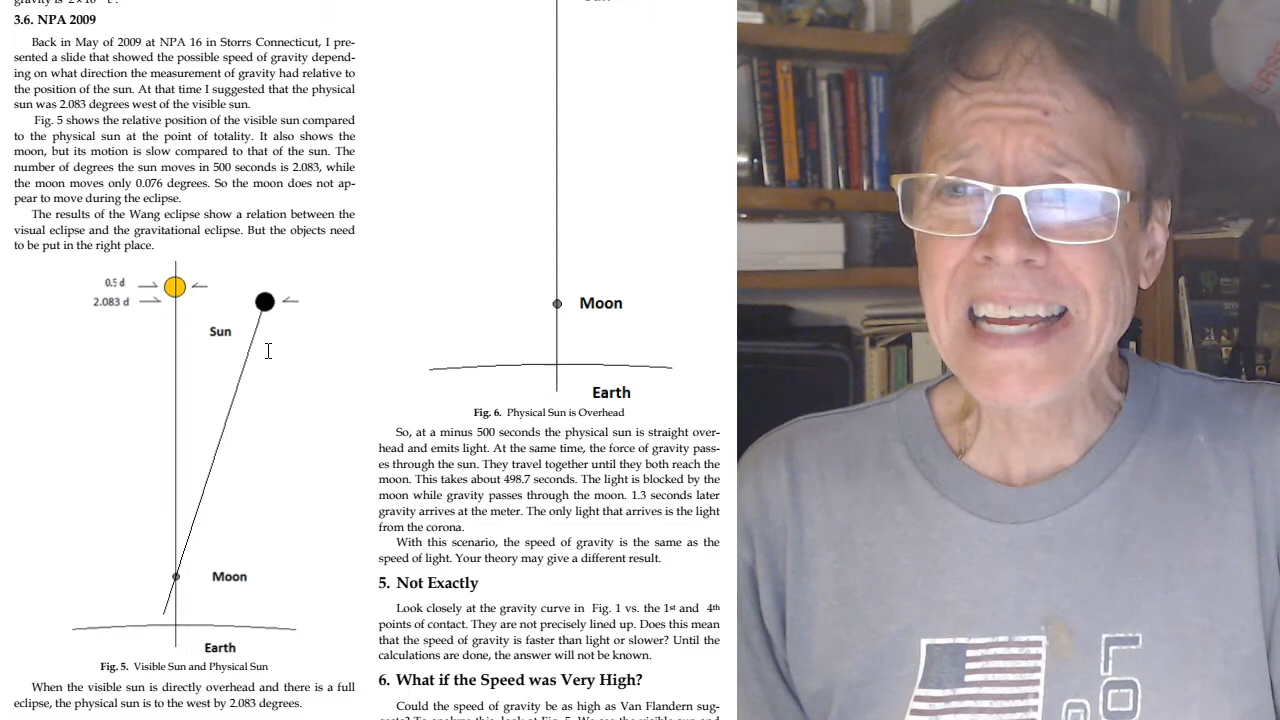 3.6. NPA 2009
Back in May of 2009 at NPA 16 in Storrs Connecticut, I pre-
sented a slide that showed the possible speed of gravity depend-
ing on what direction the measurement of gravity had relative to
the position of the sun. At that time I suggested that the physical
sun was 2.083 degrees west of the visible sun.
Fig. 5 shows the relative position of the visible sun compared
to the physical sun at the point of totality. It also shows the
moon, but its motion is slow compared to that of the sun. The
number of degrees the sun moves in 500 seconds is 2.083, while
the moon moves only 0.076 degrees. So the moon does not ap-
pear to move during the eclipse.
The results of the Wang eclipse show a relation between the
visual eclipse and the gravitational eclipse. But the objects need
to be put in the right place.
0.5 d
2.083 d
Sun
Moon
Earth
Fig. 5. Visible Sun and Physical Sun
When the visible sun is directly overhead and there is a full
eclipse, the physical sun is to the west by 2.083 degrees.
Moon
Earth
Fig. 6. Physical Sun is Overhead
So, at a minus 500 seconds the physical sun is straight over-
head and emits light. At the same time, the force of gravity pass-
es through the sun. They travel together until they both reach the
moon. This takes about 498.7 seconds. The light is blocked by the
moon while gravity passes through the moon. 1.3 seconds later
gravity arrives at the meter. The only light that arrives is the light
from the corona.
With this scenario, the speed of gravity is the same as the
speed of light. Your theory may give a different result.
5. Not Exactly
Look closely at the gravity curve in Fig. 1 vs. the 1st and 4th
points of contact. They are not precisely lined up. Does this mean
that the speed of gravity is faster than light or slower? Until the
calculations are done, the answer will not be known.
6. What if the Speed was Very High?
Could the speed of gravity be as high as Van Flandern sug-